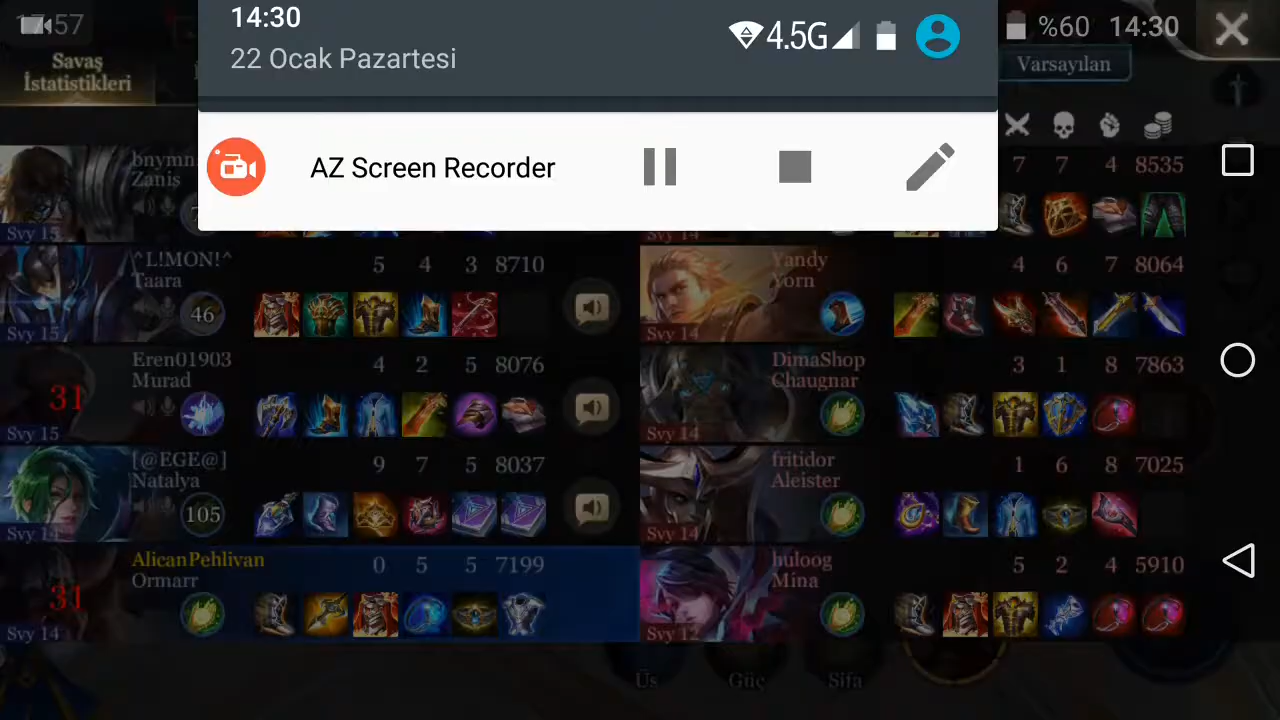 17:57
14:30
4.5G
%60 14:30
22 Ocak Pazartesi
Savaş
İstatistikleri
Varsayılan
AZ Screen Recorder
bnymn
Zanis
Svy 15
7 7 4 8535
Svy 14
^L!MON!^
Taara
46
Svy 15
5 4 3 8710
Yandy
Yorn
Svy 14
4 6 7 8064
Eren01903
Murad
31
Svy 15
4 2 5 8076
DimaShop
Chaugnar
Svy 14
3 1 8 7863
[@EGE@]
Natalya
105
Svy 14
9 7 5 8037
fritidor
Aleister
Svy 14
1 6 8 7025
AlicanPehlivan
Ormarr
31
Svy 14
0 5 5 7199
huloog
Mina
Svy 12
5 2 4 5910
Üs
Güç
Şifa